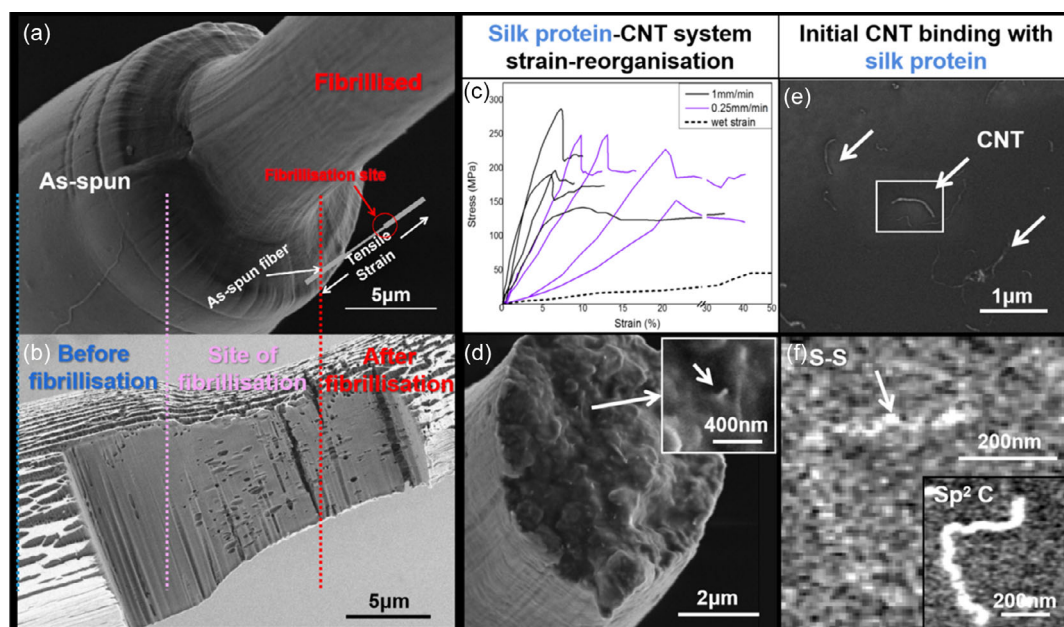 Silk protein-CNT system
strain-reorganisation
Initial CNT binding with
silk protein
(a)
Fibrillised
As-spun
Fibrillisation site
As-spun fiber
Tensile
Strain
5μm
(b)
Before
fibrillisation
Site of
fibrillisation
After
fibrillisation
5μm
(c)
1mm/min
0.25mm/min
wet strain
Stress (MPa)
300
250
200
150
100
50
0
5
10
15
20
25
30
40
50
Strain (%)
(d)
400nm
2μm
(e)
CNT
1μm
(f)
S-S
200nm
Sp² C
200nm